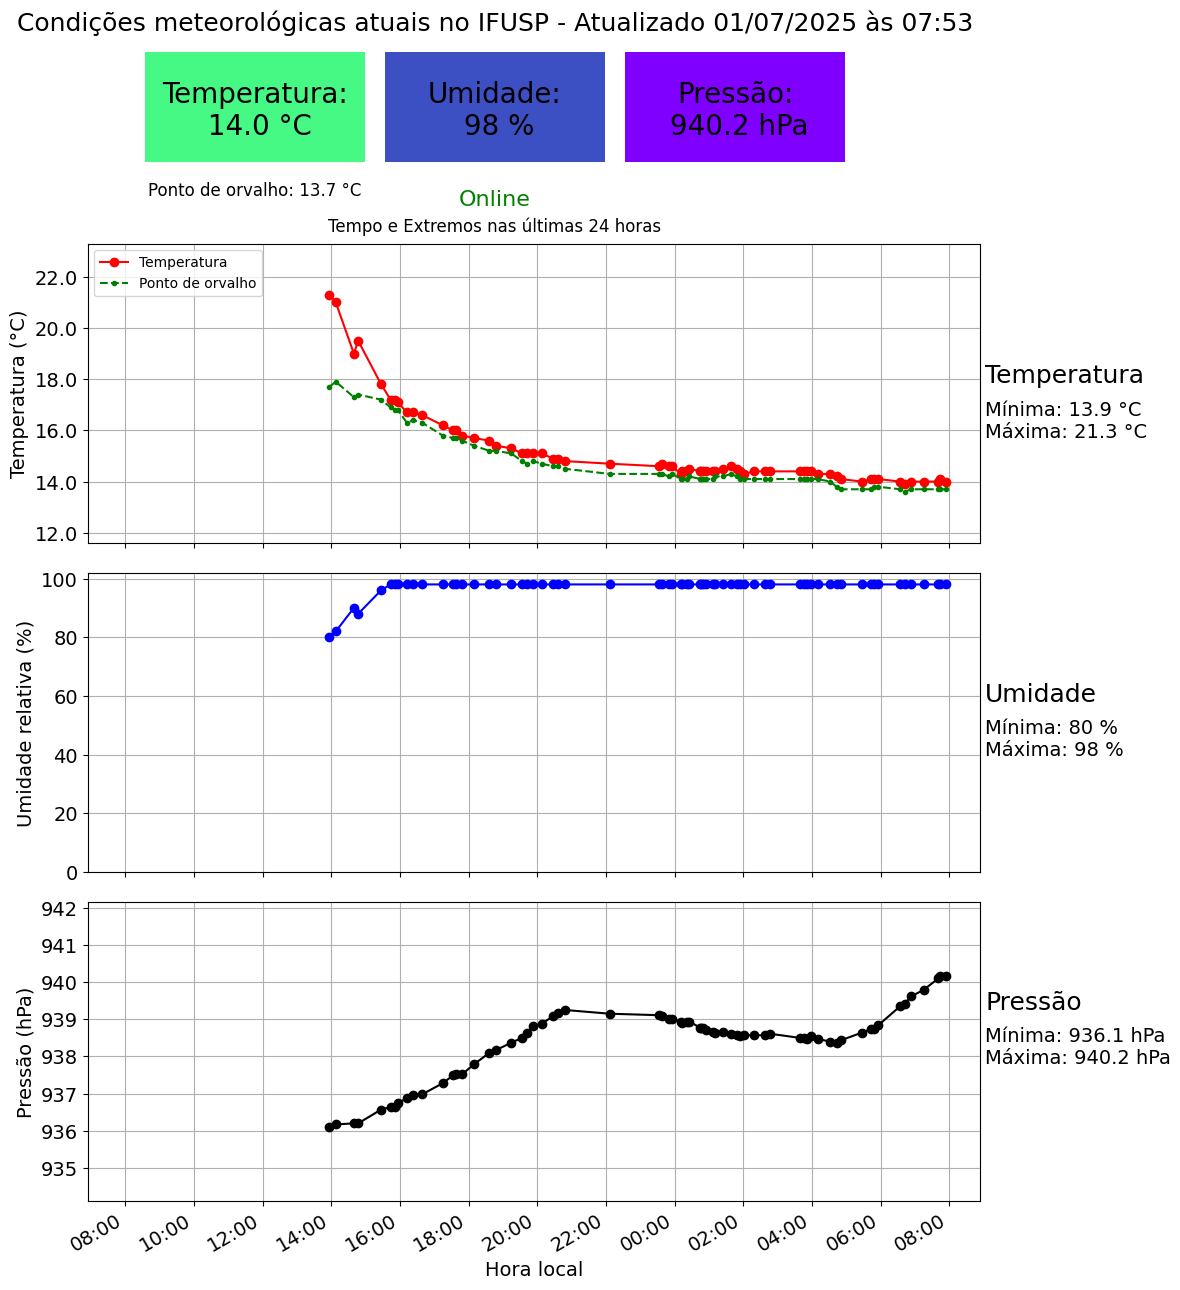 Condições meteorológicas atuais no IFUSP - Atualizado 01/07/2025 às 07:53
Temperatura:
14.0 °C
Umidade:
98 %
Pressão:
940.2 hPa
Ponto de orvalho: 13.7 °C
Online
Tempo e Extremos nas últimas 24 horas
Temperatura
Ponto de orvalho
Temperatura (°C)
22.0
20.0
18.0
16.0
14.0
12.0
Temperatura
Mínima: 13.9 °C
Máxima: 21.3 °C
Umidade relativa (%)
100
80
60
40
20
0
Umidade
Mínima: 80 %
Máxima: 98 %
Pressão (hPa)
942
941
940
939
938
937
936
935
Pressão
Mínima: 936.1 hPa
Máxima: 940.2 hPa
08:00 10:00 12:00 14:00 16:00 18:00 20:00 22:00 00:00 02:00 04:00 06:00 08:00
Hora local